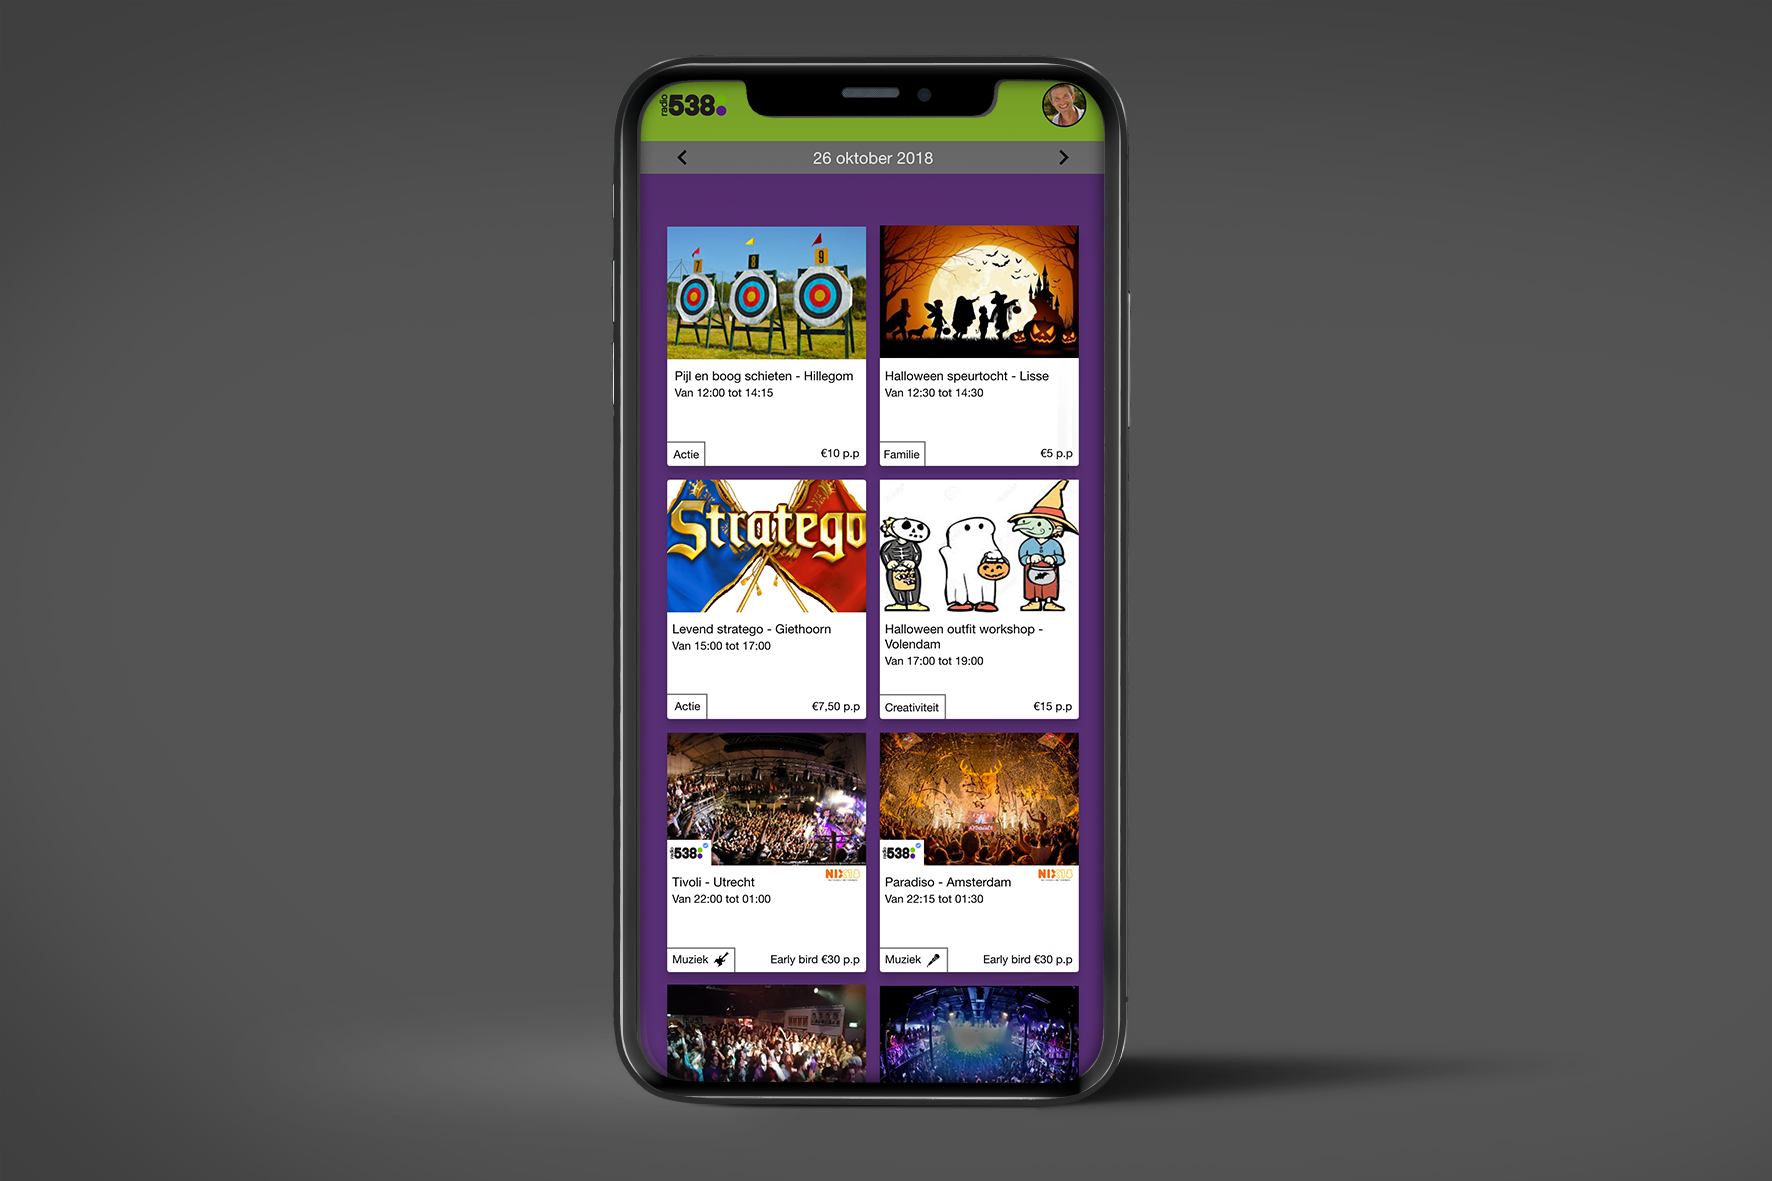 radio 538
26 oktober 2018
7 8 9
Pijl en boog schieten - Hillegom
Van 12:00 tot 14:15
Actie €10 p.p
Halloween speurtocht - Lisse
Van 12:30 tot 14:30
Familie €5 p.p
Stratego
Levend stratego - Giethoorn
Van 15:00 tot 17:00
Actie €7,50 p.p
Halloween outfit workshop -
Volendam
Van 17:00 tot 19:00
Creativiteit €15 p.p
radio 538
NIX18
Tivoli - Utrecht
Van 22:00 tot 01:00
Muziek Early bird €30 p.p
radio 538
NIX18
Paradiso - Amsterdam
Van 22:15 tot 01:30
Muziek Early bird €30 p.p